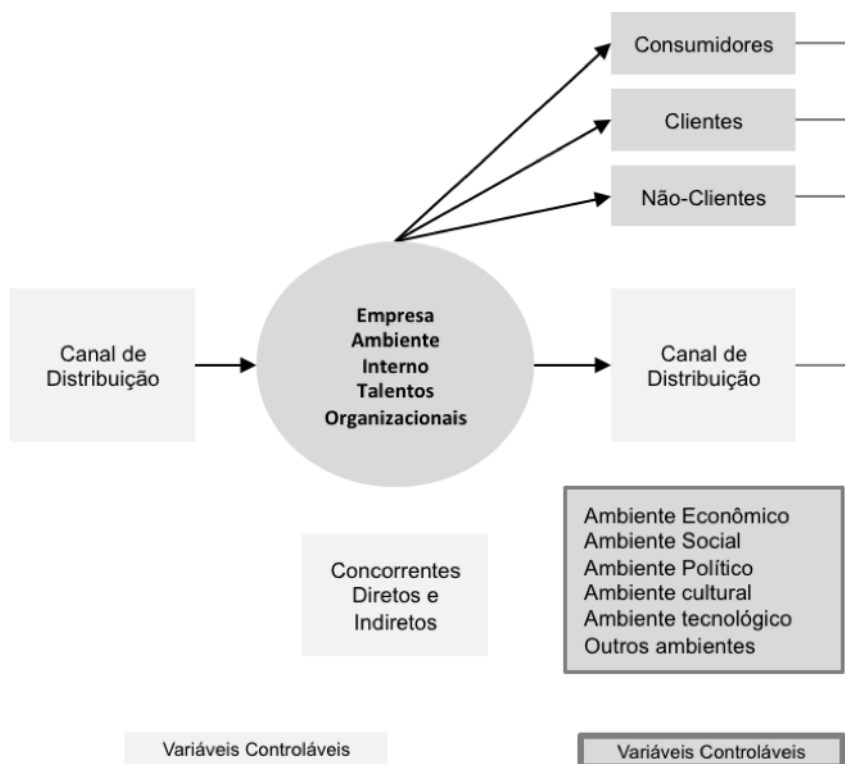 Consumidores
Clientes
Não-Clientes
Canal de
Distribuição
Empresa
Ambiente
Interno
Talentos
Organizacionais
Canal de
Distribuição
Concorrentes
Diretos e
Indiretos
Ambiente Econômico
Ambiente Social
Ambiente Político
Ambiente cultural
Ambiente tecnológico
Outros ambientes
Variáveis Controláveis
Variáveis Controláveis